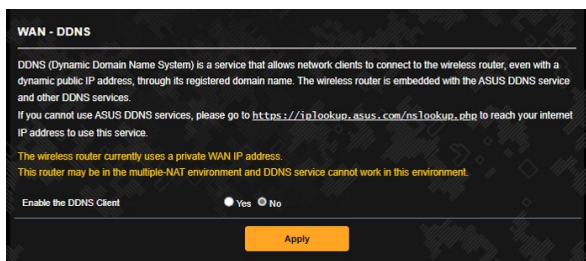 WAN - DDNS
DDNS (Dynamic Domain Name System) is a service that allows network clients to connect to the wireless router, even with a
dynamic public IP address, through its registered domain name. The wireless router is embedded with the ASUS DDNS service
and other DDNS services.
If you cannot use ASUS DDNS services, please go to https://iplookup.asus.com/nslookup.php to reach your internet
IP address to use this service.
The wireless router currently uses a private WAN IP address.
This router may be in the multiple-NAT environment and DDNS service cannot work in this environment.
Enable the DDNS Client Yes No
Apply